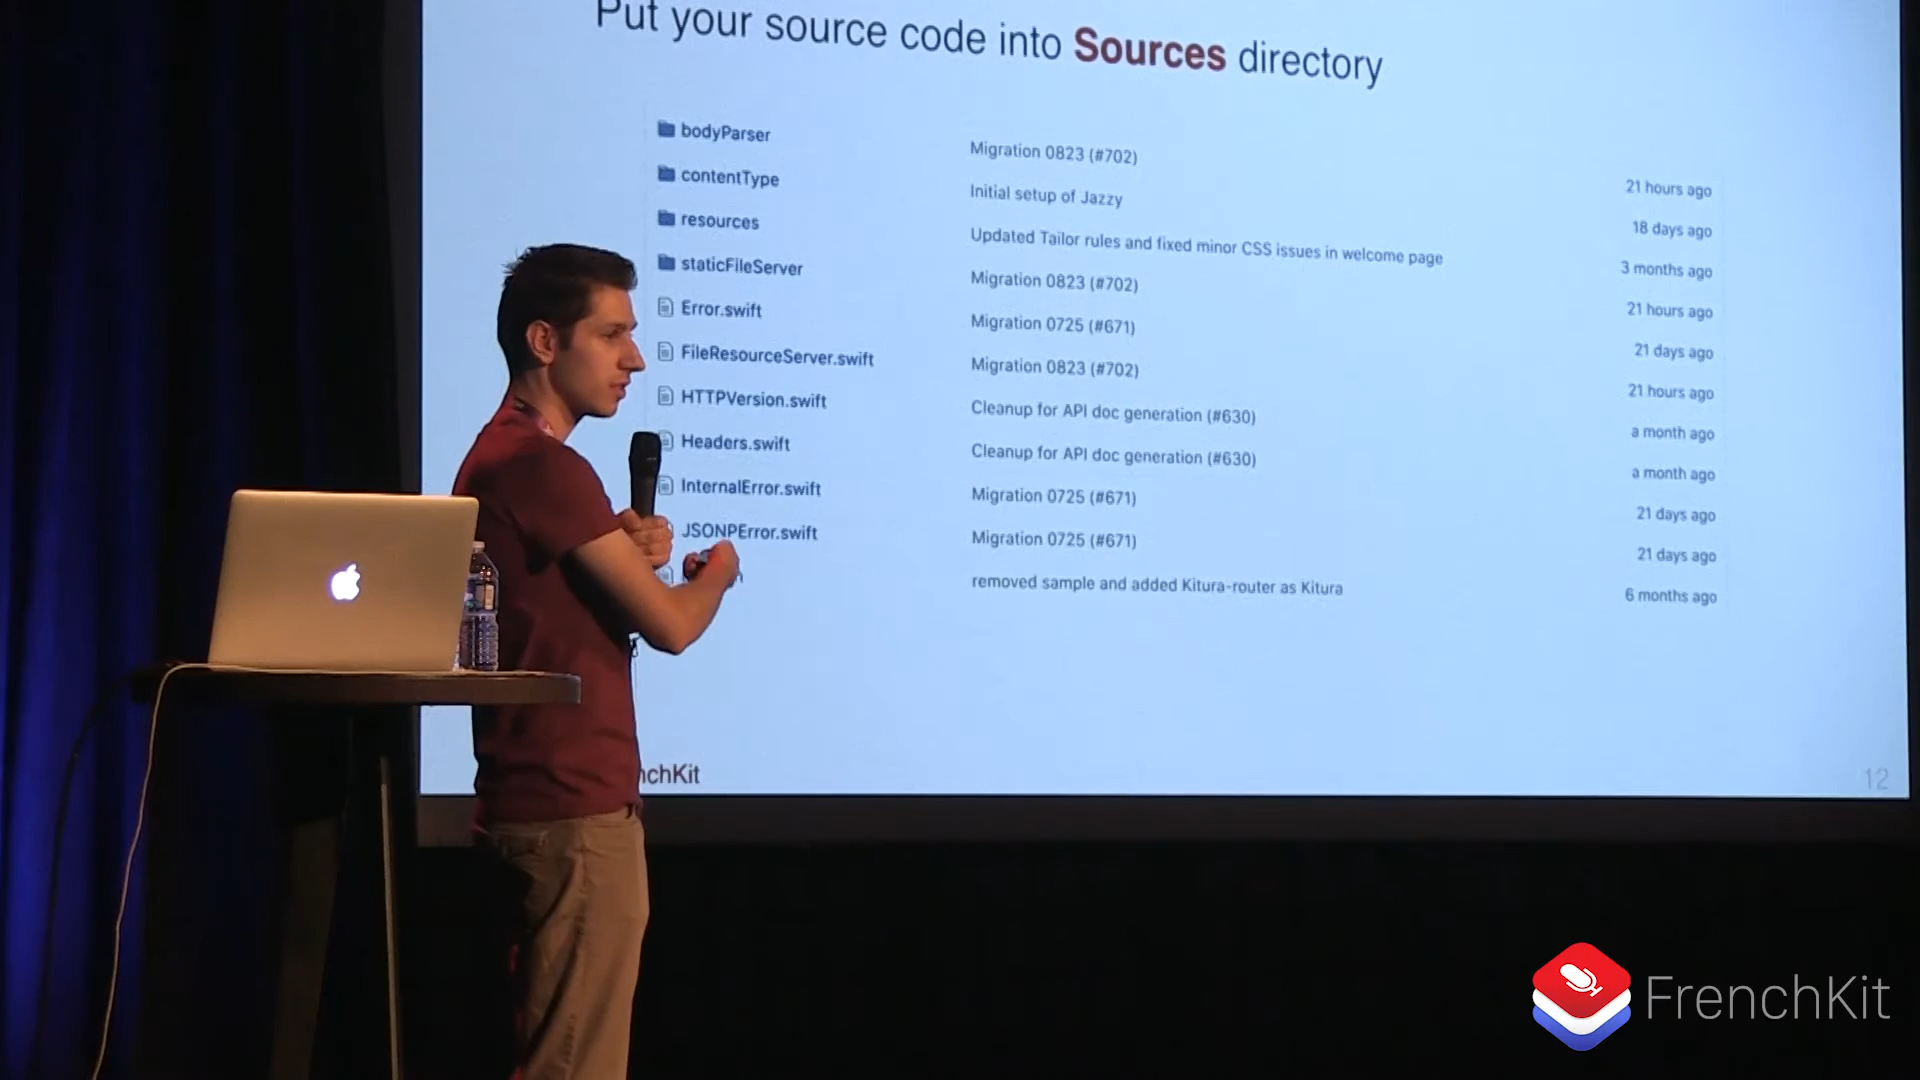 Put your source code into Sources directory
bodyParser Migration 0823 (#702) 21 hours ago
contentType Initial setup of Jazzy 18 days ago
resources Updated Tailor rules and fixed minor CSS issues in welcome page 3 months ago
staticFileServer Migration 0823 (#702) 21 hours ago
Error.swift Migration 0725 (#671) 21 days ago
FileResourceServer.swift Migration 0823 (#702) 21 hours ago
HTTPVersion.swift Cleanup for API doc generation (#630) a month ago
Headers.swift Cleanup for API doc generation (#630) a month ago
InternalError.swift Migration 0725 (#671) 21 days ago
JSONPError.swift Migration 0725 (#671) 21 days ago
removed sample and added Kitura-router as Kitura 6 months ago
nchKit 12
FrenchKit